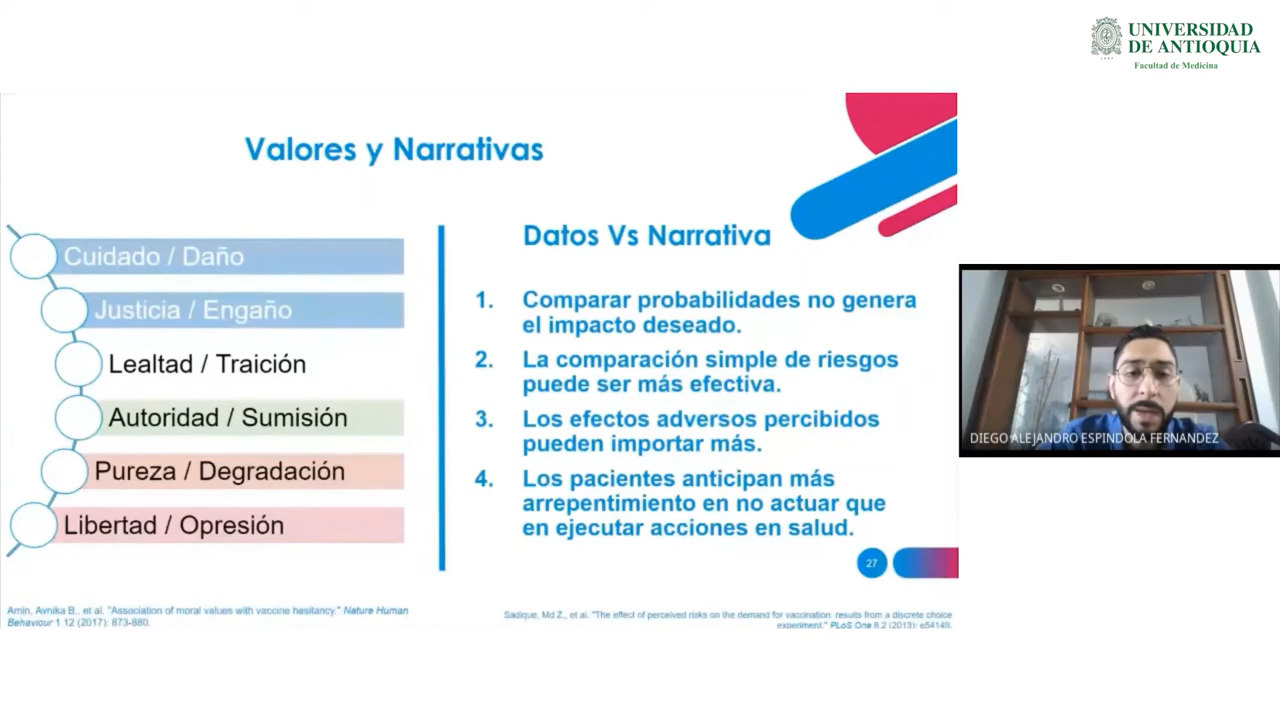 UNIVERSIDAD
DE ANTIOQUIA
Facultad de Medicina
Valores y Narrativas
Cuidado / Daño
Justicia / Engaño
Lealtad / Traición
Autoridad / Sumisión
Pureza / Degradación
Libertad / Opresión
Datos Vs Narrativa
1. Comparar probabilidades no genera
el impacto deseado.
2. La comparación simple de riesgos
puede ser más efectiva.
3. Los efectos adversos percibidos
pueden importar más.
4. Los pacientes anticipan más
arrepentimiento en no actuar que
en ejecutar acciones en salud.
27
Amin, Avnika B., et al. "Association of moral values with vaccine hesitancy." Nature Human
Behaviour 1.12 (2017): 873-880.
Sadique, Md Z., et al. "The effect of perceived risks on the demand for vaccination: results from a discrete choice
experiment." PLoS One 8.2 (2013): e54149.
DIEGO ALEJANDRO ESPINDOLA FERNANDEZ